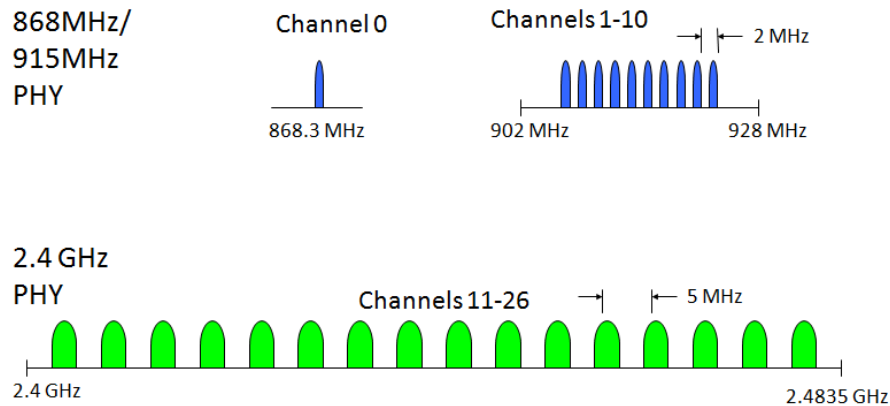 868MHz/
915MHz
PHY
Channel 0
868.3 MHz
Channels 1-10
2 MHz
902 MHz
928 MHz
2.4 GHz
PHY
Channels 11-26
5 MHz
2.4 GHz
2.4835 GHz